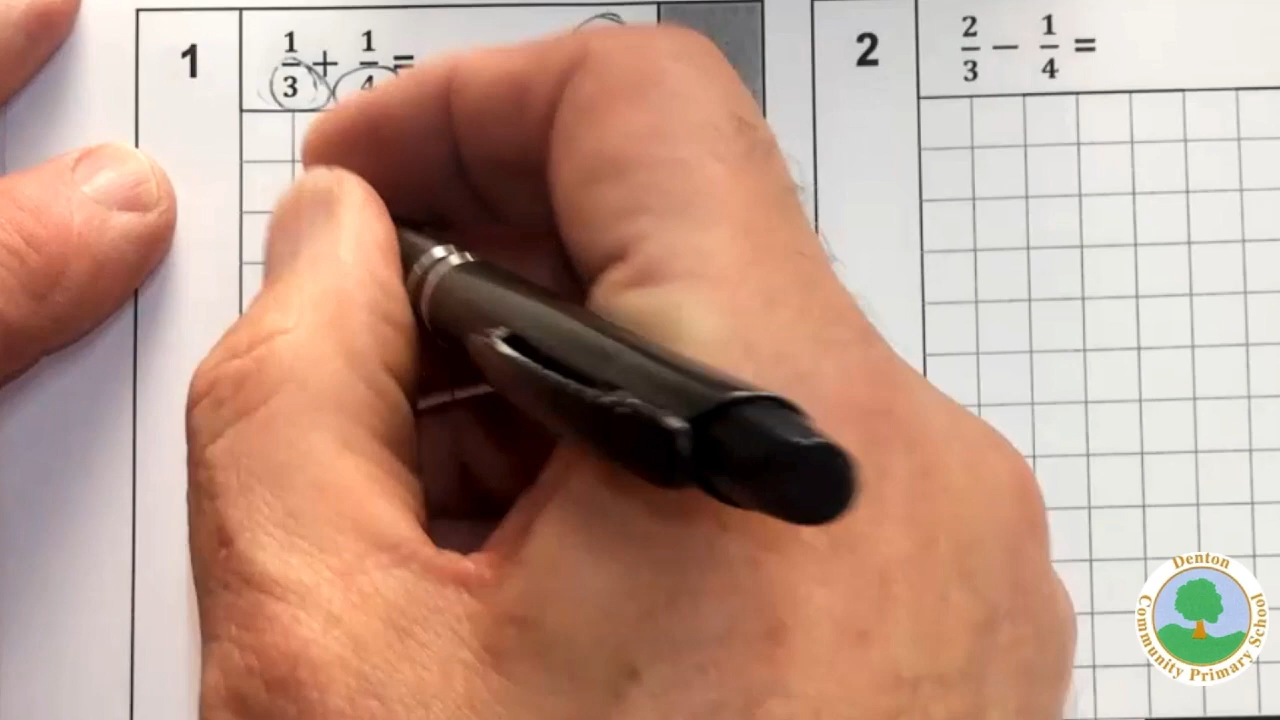 1
1/3 + 1/4 =
2
2/3 − 1/4 =
Denton
Community Primary School